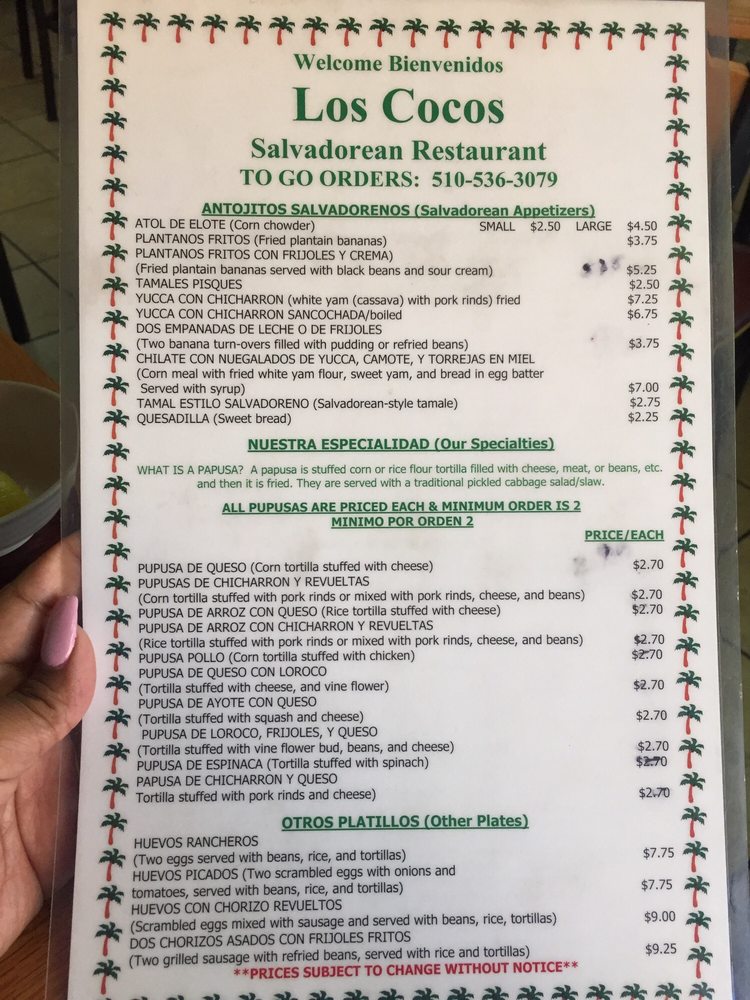 Welcome Bienvenidos
Los Cocos
Salvadorean Restaurant
TO GO ORDERS: 510-536-3079
ANTOJITOS SALVADORENOS (Salvadorean Appetizers)
ATOL DE ELOTE (Corn chowder) SMALL $2.50 LARGE $4.50
PLANTANOS FRITOS (Fried plantain bananas) $3.75
PLANTANOS FRITOS CON FRIJOLES Y CREMA)
(Fried plantain bananas served with black beans and sour cream) $5.25
TAMALES PISQUES $2.50
YUCCA CON CHICHARRON (white yam (cassava) with pork rinds) fried $7.25
YUCCA CON CHICHARRON SANCOCHADA/boiled $6.75
DOS EMPANADAS DE LECHE O DE FRIJOLES
(Two banana turn-overs filled with pudding or refried beans) $3.75
CHILATE CON NUEGALADOS DE YUCCA, CAMOTE, Y TORREJAS EN MIEL
(Corn meal with fried white yam flour, sweet yam, and bread in egg batter
Served with syrup) $7.00
TAMAL ESTILO SALVADORENO (Salvadorean-style tamale) $2.75
QUESADILLA (Sweet bread) $2.25
NUESTRA ESPECIALIDAD (Our Specialties)
WHAT IS A PAPUSA? A papusa is stuffed corn or rice flour tortilla filled with cheese, meat, or beans, etc.
and then it is fried. They are served with a traditional pickled cabbage salad/slaw.
ALL PUPUSAS ARE PRICED EACH & MINIMUM ORDER IS 2
MINIMO POR ORDEN 2
PRICE/EACH
PUPUSA DE QUESO (Corn tortilla stuffed with cheese) $2.70
PUPUSAS DE CHICHARRON Y REVUELTAS
(Corn tortilla stuffed with pork rinds or mixed with pork rinds, cheese, and beans) $2.70
PUPUSA DE ARROZ CON QUESO (Rice tortilla stuffed with cheese) $2.70
PUPUSA DE ARROZ CON CHICHARRON Y REVUELTAS
(Rice tortilla stuffed with pork rinds or mixed with pork rinds, cheese, and beans) $2.70
PUPUSA POLLO (Corn tortilla stuffed with chicken) $2.70
PUPUSA DE QUESO CON LOROCO
(Tortilla stuffed with cheese, and vine flower) $2.70
PUPUSA DE AYOTE CON QUESO
(Tortilla stuffed with squash and cheese) $2.70
PUPUSA DE LOROCO, FRIJOLES, Y QUESO
(Tortilla stuffed with vine flower bud, beans, and cheese) $2.70
PUPUSA DE ESPINACA (Tortilla stuffed with spinach) $2.70
PAPUSA DE CHICHARRON Y QUESO
Tortilla stuffed with pork rinds and cheese) $2.70
OTROS PLATILLOS (Other Plates)
HUEVOS RANCHEROS
(Two eggs served with beans, rice, and tortillas) $7.75
HUEVOS PICADOS (Two scrambled eggs with onions and
tomatoes, served with beans, rice, and tortillas) $7.75
HUEVOS CON CHORIZO REVUELTOS
(Scrambled eggs mixed with sausage and served with beans, rice, tortillas) $9.00
DOS CHORIZOS ASADOS CON FRIJOLES FRITOS
(Two grilled sausage with refried beans, served with rice and tortillas) $9.25
**PRICES SUBJECT TO CHANGE WITHOUT NOTICE**